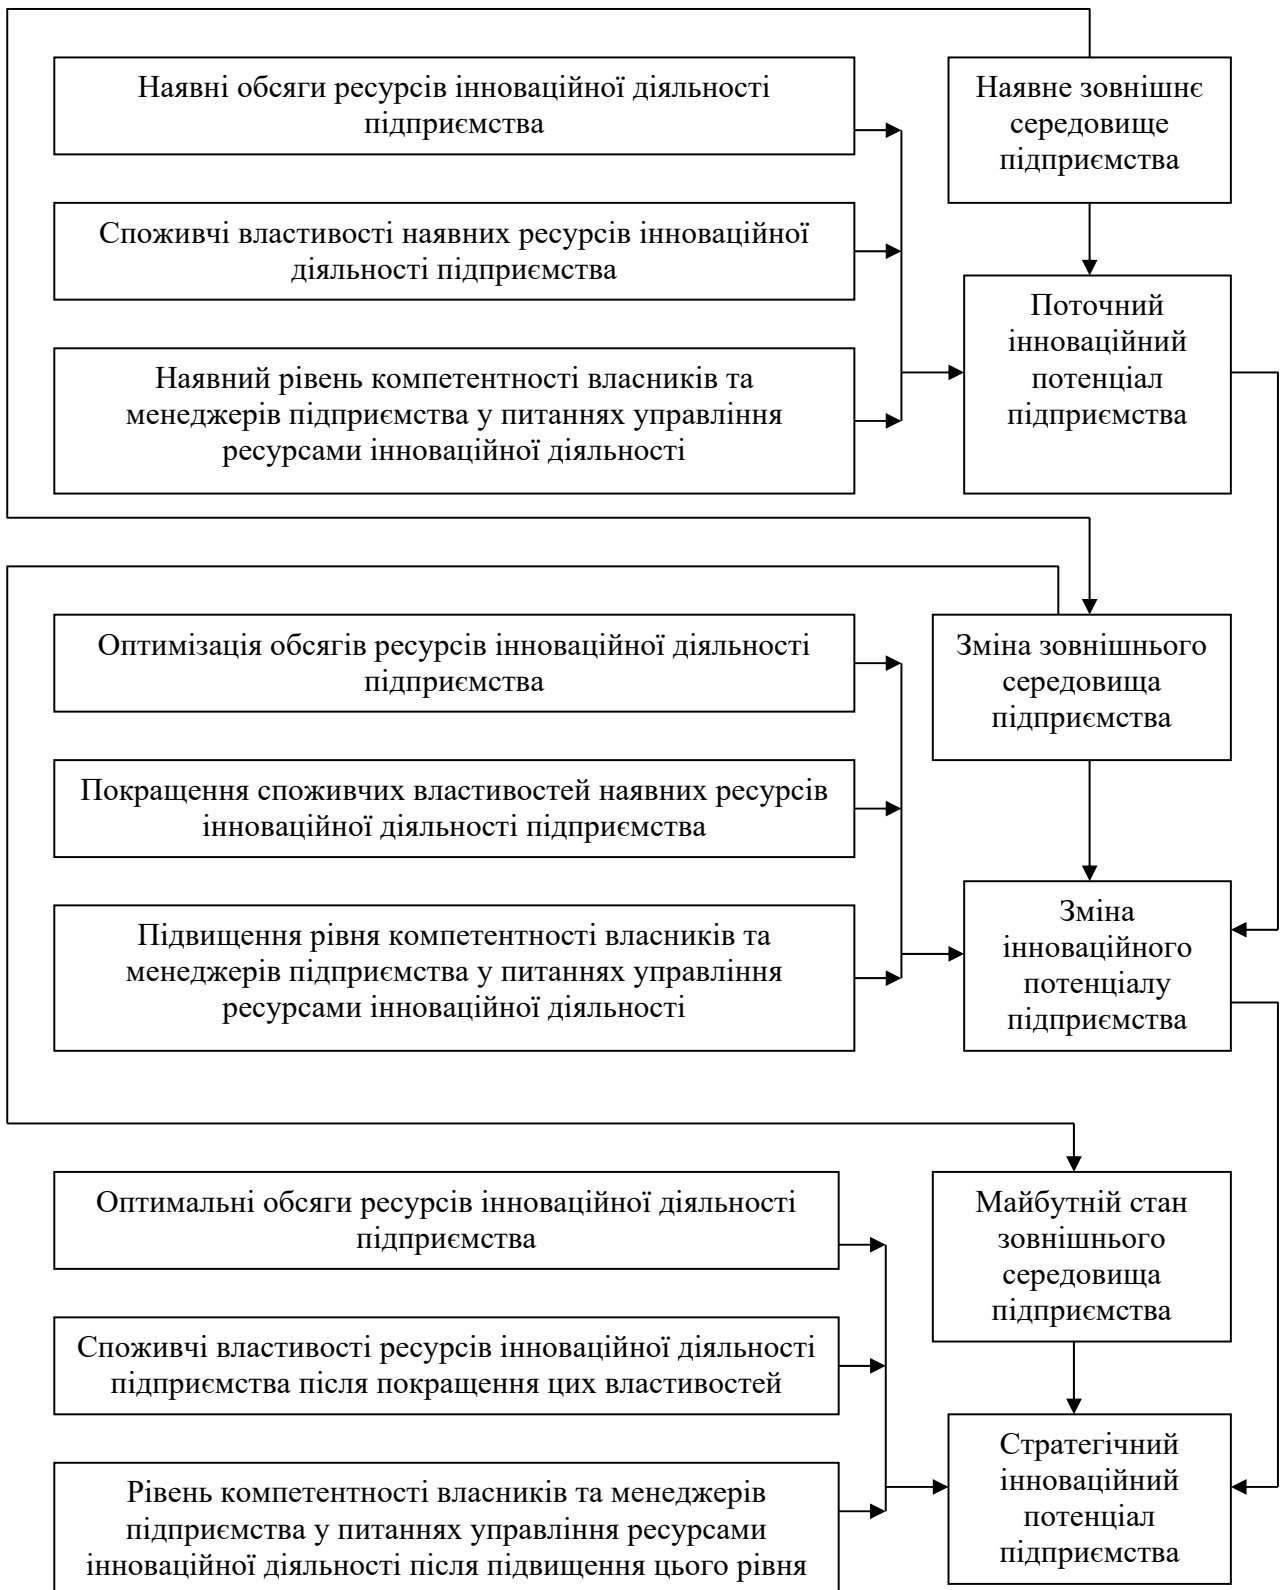 Наявні обсяги ресурсів інноваційної діяльності
підприємства
Наявне зовнішнє
середовище
підприємства
Споживчі властивості наявних ресурсів інноваційної
діяльності підприємства
Поточний
інноваційний
потенціал
підприємства
Наявний рівень компетентності власників та
менеджерів підприємства у питаннях управління
ресурсами інноваційної діяльності
Оптимізація обсягів ресурсів інноваційної діяльності
підприємства
Зміна зовнішнього
середовища
підприємства
Покращення споживчих властивостей наявних ресурсів
інноваційної діяльності підприємства
Підвищення рівня компетентності власників та
менеджерів підприємства у питаннях управління
ресурсами інноваційної діяльності
Зміна
інноваційного
потенціалу
підприємства
Оптимальні обсяги ресурсів інноваційної діяльності
підприємства
Майбутній стан
зовнішнього
середовища
підприємства
Споживчі властивості ресурсів інноваційної діяльності
підприємства після покращення цих властивостей
Рівень компетентності власників та менеджерів
підприємства у питаннях управління ресурсами
інноваційної діяльності після підвищення цього рівня
Стратегічний
інноваційний
потенціал
підприємства